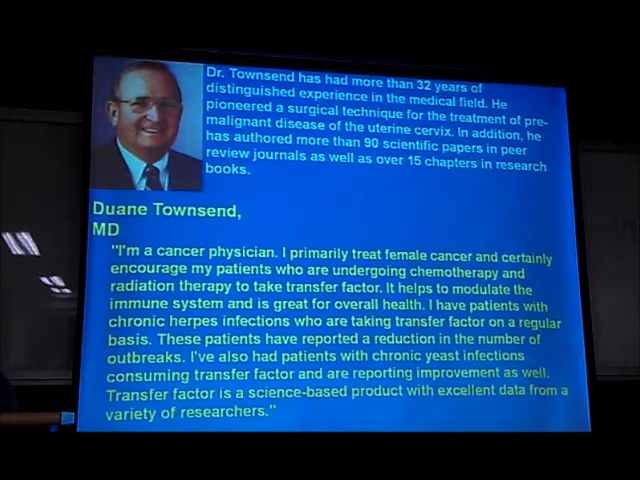 Dr. Townsend has had more than 32 years of
distinguished experience in the medical field. He
pioneered a surgical technique for the treatment of pre-
malignant disease of the uterine cervix. In addition, he
has authored more than 90 scientific papers in peer
review journals as well as over 15 chapters in research
books.
Duane Townsend,
MD
"I'm a cancer physician. I primarily treat female cancer and certainly
encourage my patients who are undergoing chemotherapy and
radiation therapy to take transfer factor. It helps to modulate the
immune system and is great for overall health. I have patients with
chronic herpes infections who are taking transfer factor on a regular
basis. These patients have reported a reduction in the number of
outbreaks. I've also had patients with chronic yeast infections
consuming transfer factor and are reporting improvement as well.
Transfer factor is a science-based product with excellent data from a
variety of researchers."